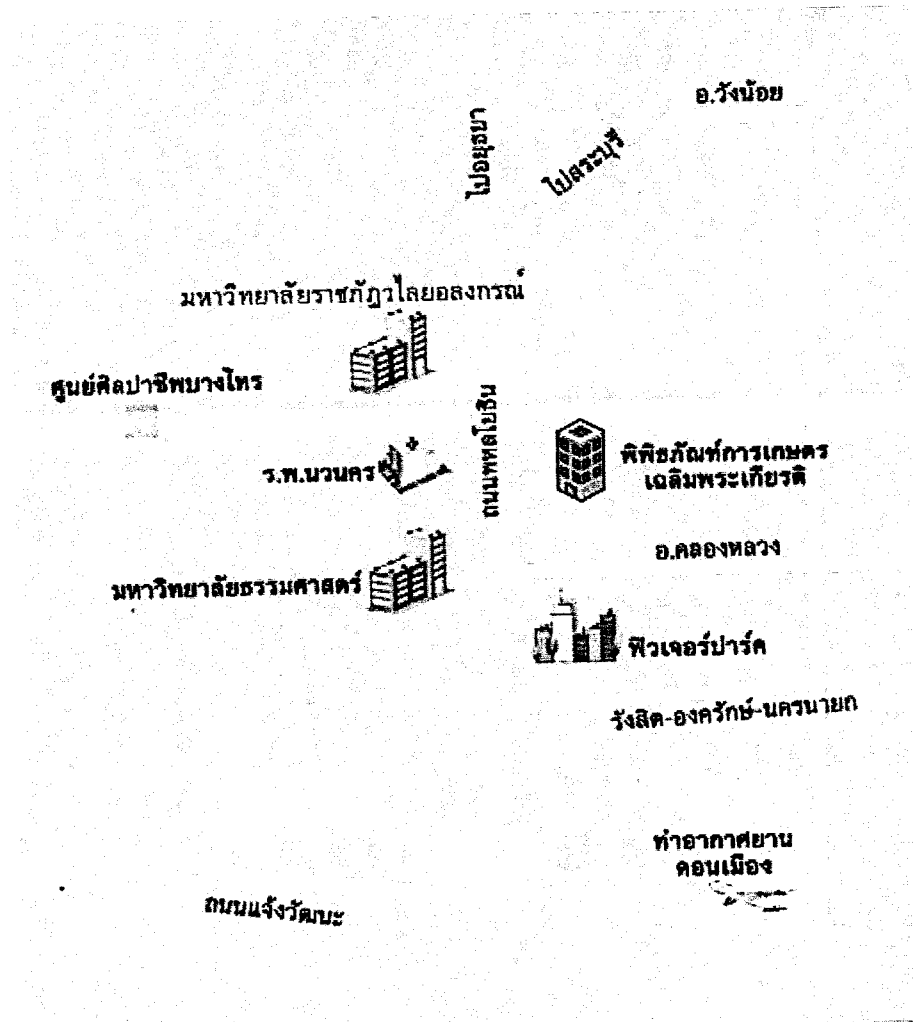 อ.วังน้อย
ไปอยุธยา
ไปสระบุรี
มหาวิทยาลัยราชภัฏวไลยอลงกรณ์
ศูนย์ศิลปาชีพบางไทร
ถนนพหลโยธิน
พิพิธภัณฑ์การเกษตร
เฉลิมพระเกียรติ
ร.พ.นวนคร
อ.คลองหลวง
มหาวิทยาลัยธรรมศาสตร์
ฟิวเจอร์ปาร์ค
รังสิต-องครักษ์-นครนายก
ท่าอากาศยาน
ดอนเมือง
ถนนแจ้งวัฒนะ